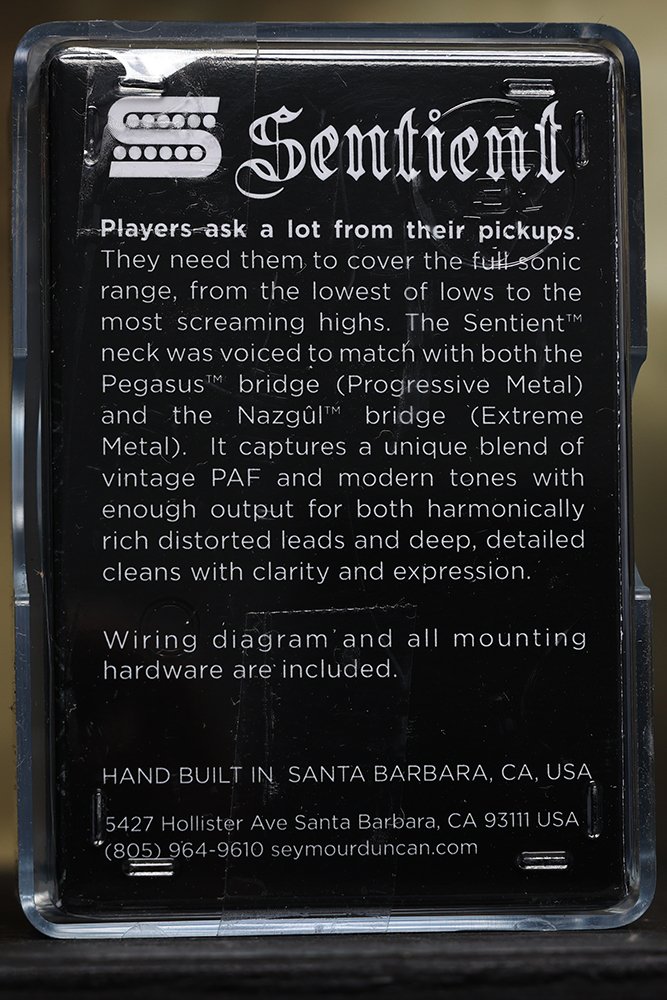 Sentient
Players ask a lot from their pickups.
They need them to cover the full sonic
range, from the lowest of lows to the
most screaming highs. The Sentient™
neck was voiced to match with both the
Pegasus™ bridge (Progressive Metal)
and the Nazgûl™ bridge (Extreme
Metal). It captures a unique blend of
vintage PAF and modern tones with
enough output for both harmonically
rich distorted leads and deep, detailed
cleans with clarity and expression.
Wiring diagram and all mounting
hardware are included.
HAND BUILT IN SANTA BARBARA, CA, USA
5427 Hollister Ave Santa Barbara, CA 93111 USA
(805) 964-9610 seymourduncan.com